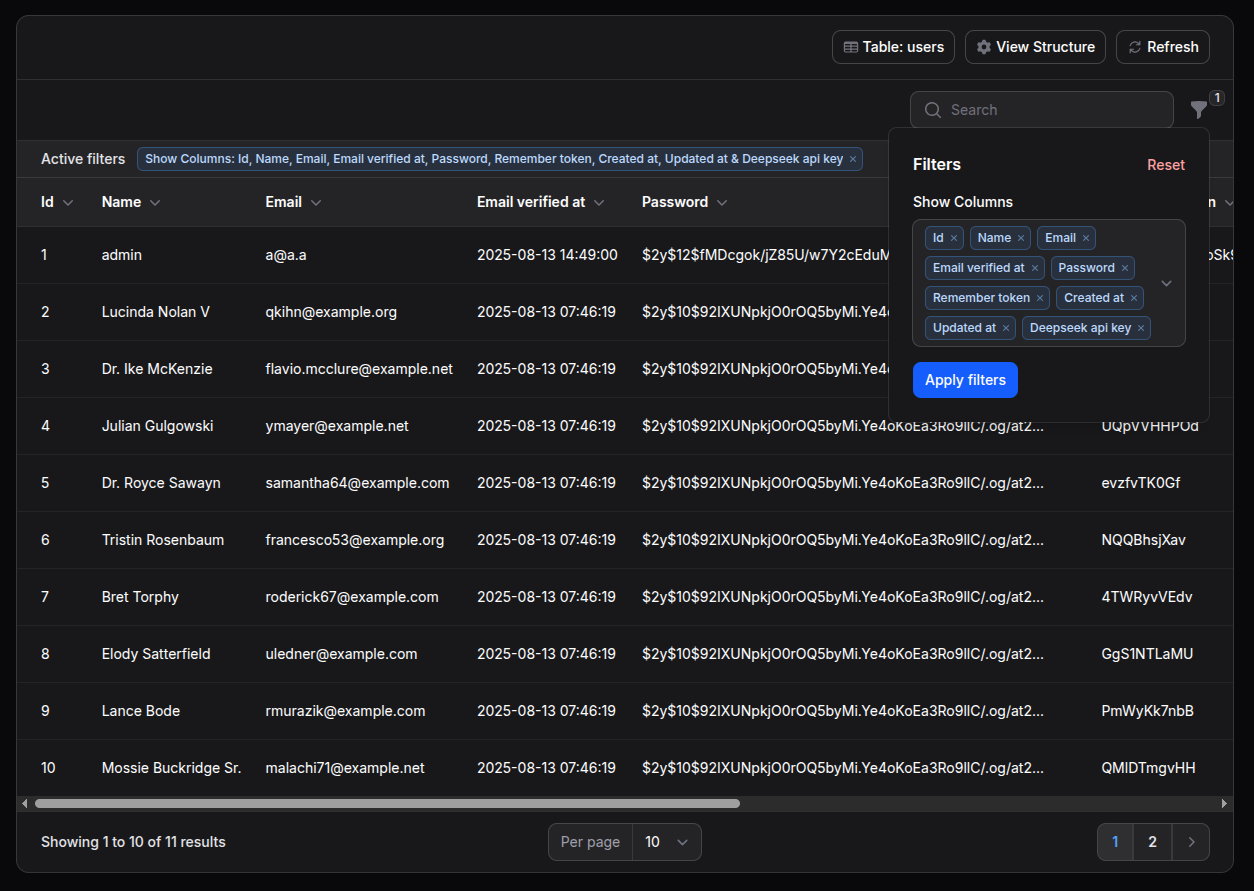 Table: users View Structure Refresh
Search 1
Active filters Show Columns: Id, Name, Email, Email verified at, Password, Remember token, Created at, Updated at & Deepseek api key ×
Filters Reset
Show Columns
Id × Name × Email ×
Email verified at × Password ×
Remember token × Created at ×
Updated at × Deepseek api key ×
Apply filters
Id Name Email Email verified at Password
1 admin a@a.a 2025-08-13 14:49:00 $2y$12$fMDcgok/jZ85U/w7Y2cEduM
2 Lucinda Nolan V qkihn@example.org 2025-08-13 07:46:19 $2y$10$92IXUNpkjO0rOQ5byMi.Ye4o
3 Dr. Ike McKenzie flavio.mcclure@example.net 2025-08-13 07:46:19 $2y$10$92IXUNpkjO0rOQ5byMi.Ye4o
4 Julian Gulgowski ymayer@example.net 2025-08-13 07:46:19 $2y$10$92IXUNpkjO0rOQ5byMi.Ye4oKoEa3Ro9llC/.og/at2... UQpVVHHPOd
5 Dr. Royce Sawayn samantha64@example.com 2025-08-13 07:46:19 $2y$10$92IXUNpkjO0rOQ5byMi.Ye4oKoEa3Ro9llC/.og/at2... evzfvTK0Gf
6 Tristin Rosenbaum francesco53@example.org 2025-08-13 07:46:19 $2y$10$92IXUNpkjO0rOQ5byMi.Ye4oKoEa3Ro9llC/.og/at2... NQQBhsjXav
7 Bret Torphy roderick67@example.com 2025-08-13 07:46:19 $2y$10$92IXUNpkjO0rOQ5byMi.Ye4oKoEa3Ro9llC/.og/at2... 4TWRyvVEdv
8 Elody Satterfield uledner@example.com 2025-08-13 07:46:19 $2y$10$92IXUNpkjO0rOQ5byMi.Ye4oKoEa3Ro9llC/.og/at2... GgS1NTLaMU
9 Lance Bode rmurazik@example.com 2025-08-13 07:46:19 $2y$10$92IXUNpkjO0rOQ5byMi.Ye4oKoEa3Ro9llC/.og/at2... PmWyKk7nbB
10 Mossie Buckridge Sr. malachi71@example.net 2025-08-13 07:46:19 $2y$10$92IXUNpkjO0rOQ5byMi.Ye4oKoEa3Ro9llC/.og/at2... QMlDTmgvHH
Showing 1 to 10 of 11 results Per page 10 1 2